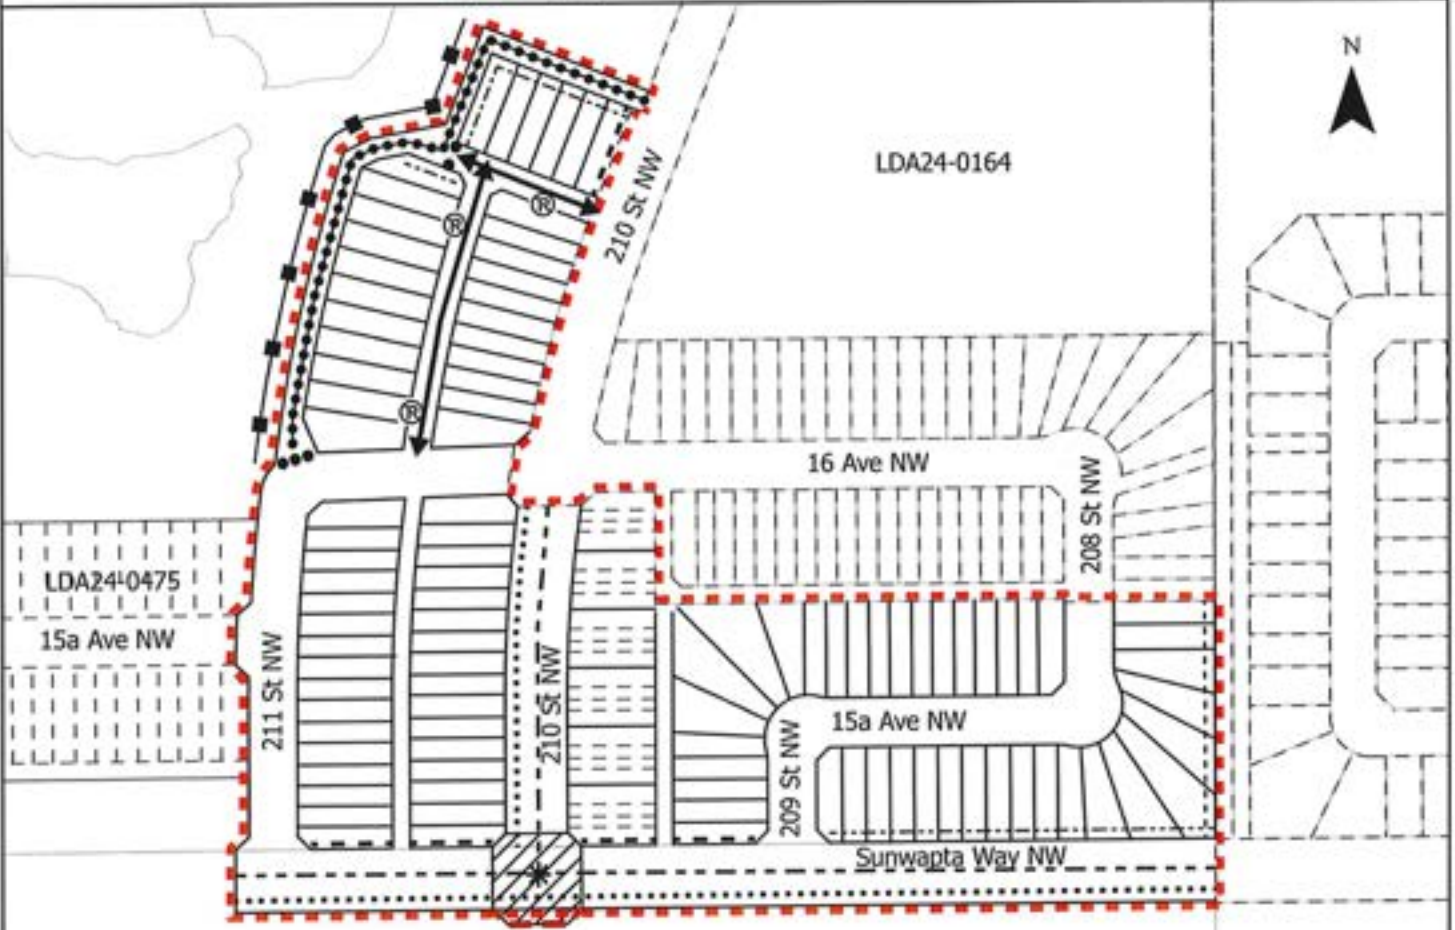 N
LDA24-0164
210 St NW
Ⓡ
Ⓡ
16 Ave NW
Ⓡ
208 St NW
LDA24-0475
15a Ave NW
211 St NW
210 St NW
15a Ave NW
209 St NW
Sunwapta Way NW